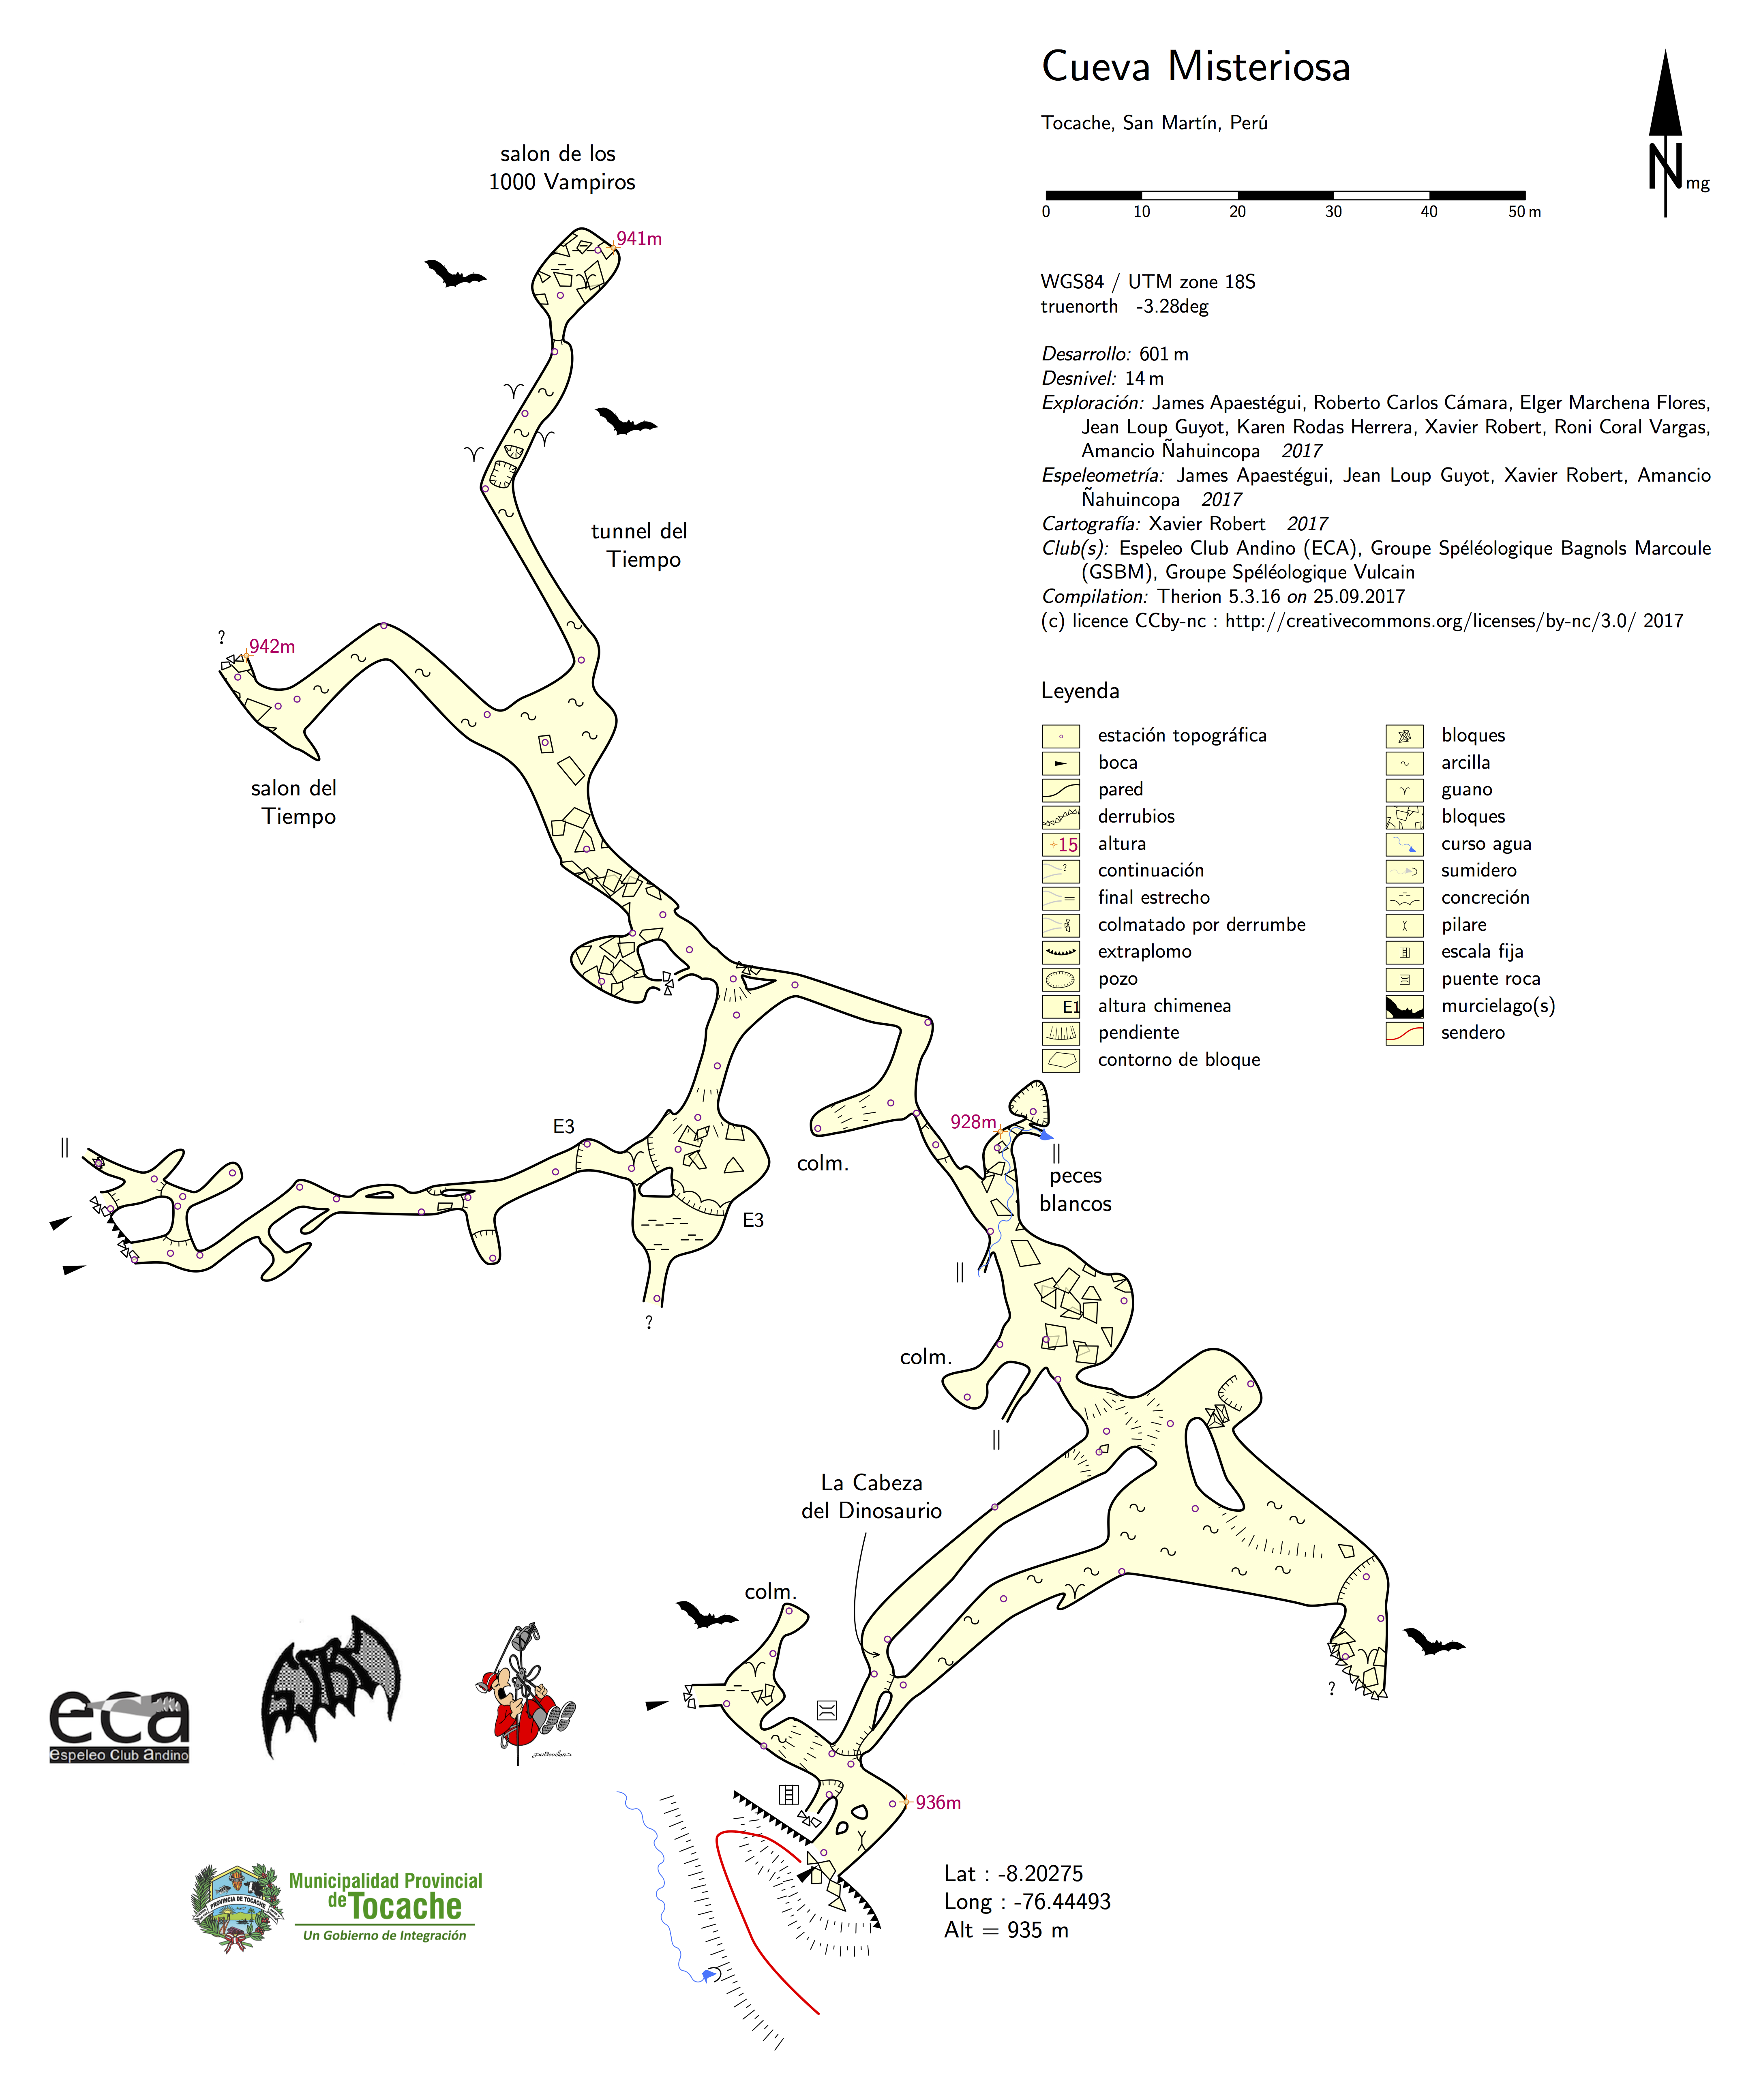 Cueva Misteriosa
Tocache, San Martín, Perú
N mg
0 10 20 30 40 50 m
WGS84 / UTM zone 18S
truenorth -3.28deg
Desarrollo: 601 m
Desnivel: 14 m
Exploración: James Apaestégui, Roberto Carlos Cámara, Elger Marchena Flores,
Jean Loup Guyot, Karen Rodas Herrera, Xavier Robert, Roni Coral Vargas,
Amancio Ñahuincopa 2017
Espeleometría: James Apaestégui, Jean Loup Guyot, Xavier Robert, Amancio
Ñahuincopa 2017
Cartografía: Xavier Robert 2017
Club(s): Espeleo Club Andino (ECA), Groupe Spéléologique Bagnols Marcoule
(GSBM), Groupe Spéléologique Vulcain
Compilation: Therion 5.3.16 on 25.09.2017
(c) licence CCby-nc : http://creativecommons.org/licenses/by-nc/3.0/ 2017
Leyenda
estación topográfica
boca
pared
derrubios
15 altura
? continuación
final estrecho
colmatado por derrumbe
extraplomo
pozo
E1 altura chimenea
pendiente
contorno de bloque
bloques
arcilla
guano
bloques
curso agua
sumidero
concreción
pilare
escala fija
puente roca
murcielago(s)
sendero
salon de los
1000 Vampiros
941m
tunnel del
Tiempo
?
942m
salon del
Tiempo
E3
E3
?
colm.
928m
peces
blancos
colm.
La Cabeza
del Dinosaurio
colm.
?
936m
Lat : -8.20275
Long : -76.44493
Alt = 935 m
eca
espeleo club andino
GSBM
PROVINCIA DE TOCACHE
Municipalidad Provincial
de Tocache
Un Gobierno de Integración